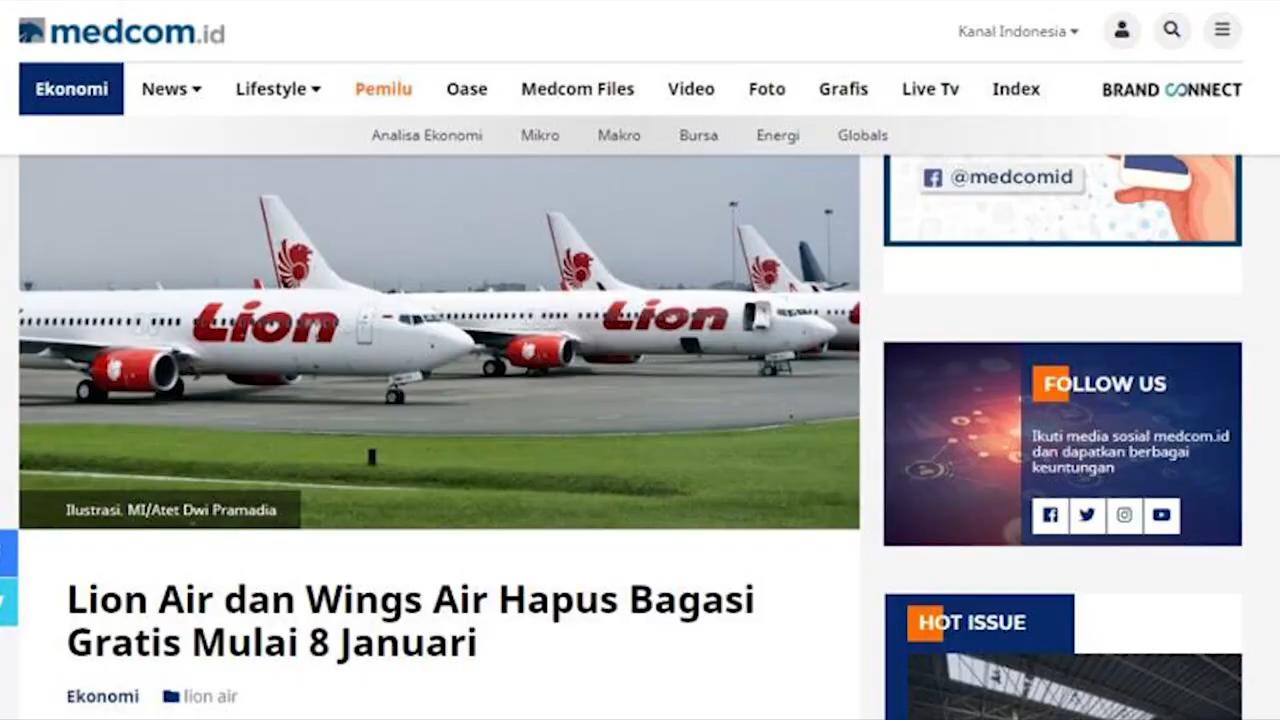 medcom.id
Kanal Indonesia
Ekonomi News Lifestyle Pemilu Oase Medcom Files Video Foto Grafis Live Tv Index BRAND CONNECT
Analisa Ekonomi Mikro Makro Bursa Energi Globals
@medcomid
Lion
Lion
FOLLOW US
Ikuti media sosial medcom.id
dan dapatkan berbagai
keuntungan
Ilustrasi. MI/Atet Dwi Pramadia
Lion Air dan Wings Air Hapus Bagasi
Gratis Mulai 8 Januari
Ekonomi lion air
HOT ISSUE